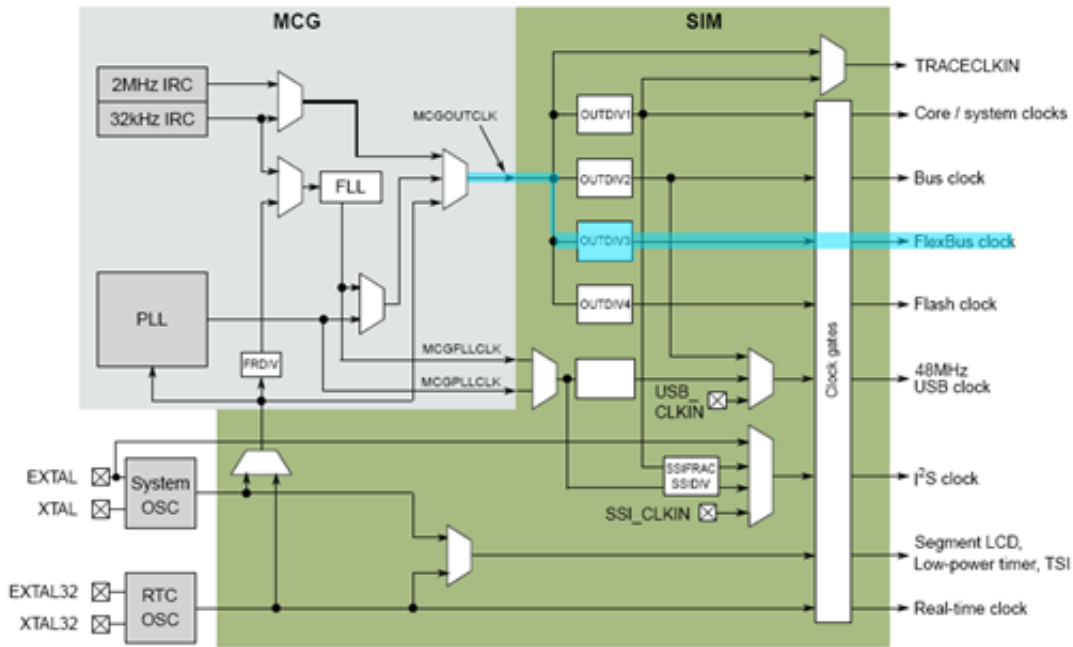 MCG
SIM
2MHz IRC
32kHz IRC
FLL
PLL
FRDIV
MCGOUTCLK
MCGFLLCLK
MCGPLLCLK
OUTDIV1
OUTDIV2
OUTDIV3
OUTDIV4
USB_
CLKIN
SSIFRAC
SSIDIV
SSI_CLKIN
Clock gates
TRACECLKIN
Core / system clocks
Bus clock
FlexBus clock
Flash clock
48MHz
USB clock
I²S clock
Segment LCD,
Low-power timer, TSI
Real-time clock
EXTAL
XTAL
System
OSC
EXTAL32
XTAL32
RTC
OSC